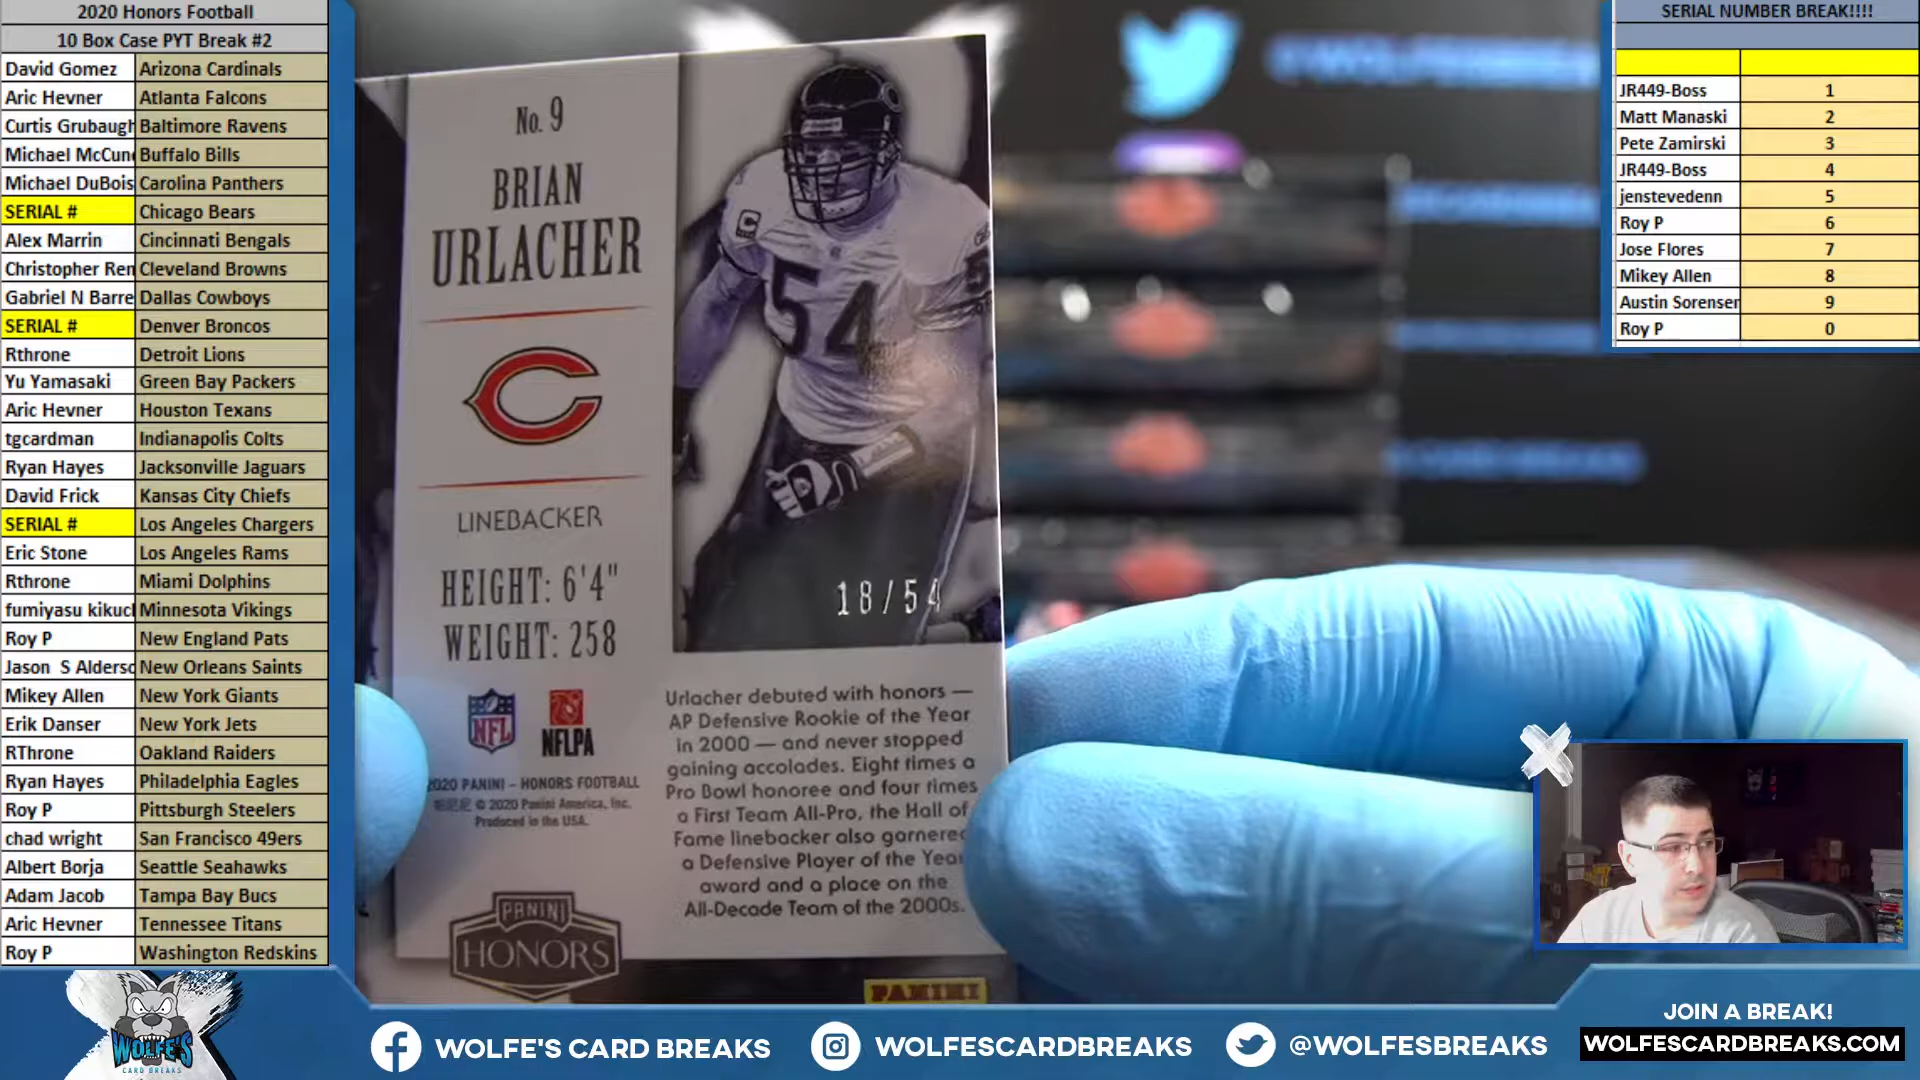 2020 Honors Football
10 Box Case PYT Break #2
David Gomez Arizona Cardinals
Aric Hevner Atlanta Falcons
Curtis Grubaugh Baltimore Ravens
Michael McCun Buffalo Bills
Michael DuBois Carolina Panthers
SERIAL # Chicago Bears
Alex Marrin Cincinnati Bengals
Christopher Ren Cleveland Browns
Gabriel N Barre Dallas Cowboys
SERIAL # Denver Broncos
Rthrone Detroit Lions
Yu Yamasaki Green Bay Packers
Aric Hevner Houston Texans
tgcardman Indianapolis Colts
Ryan Hayes Jacksonville Jaguars
David Frick Kansas City Chiefs
SERIAL # Los Angeles Chargers
Eric Stone Los Angeles Rams
Rthrone Miami Dolphins
fumiyasu kikuc Minnesota Vikings
Roy P New England Pats
Jason S Alderso New Orleans Saints
Mikey Allen New York Giants
Erik Danser New York Jets
RThrone Oakland Raiders
Ryan Hayes Philadelphia Eagles
Roy P Pittsburgh Steelers
chad wright San Francisco 49ers
Albert Borja Seattle Seahawks
Adam Jacob Tampa Bay Bucs
Aric Hevner Tennessee Titans
Roy P Washington Redskins
No. 9
BRIAN
URLACHER
LINEBACKER
HEIGHT: 6'4"
WEIGHT: 258
NFL NFLPA
2020 PANINI – HONORS FOOTBALL
© 2020 Panini America, Inc.
Produced in the USA.
PANINI
HONORS
C
54
18/54
Urlacher debuted with honors —
AP Defensive Rookie of the Year
in 2000 — and never stopped
gaining accolades. Eight times a
Pro Bowl honoree and four times
a First Team All-Pro, the Hall of
Fame linebacker also garnered
a Defensive Player of the Year
award and a place on the
All-Decade Team of the 2000s.
PANINI
SERIAL NUMBER BREAK!!!!
JR449-Boss 1
Matt Manaski 2
Pete Zamirski 3
JR449-Boss 4
jenstevedenn 5
Roy P 6
Jose Flores 7
Mikey Allen 8
Austin Sorensen 9
Roy P 0
WOLFE'S
CARD BREAKS
WOLFE'S CARD BREAKS
WOLFESCARDBREAKS
@WOLFESBREAKS
JOIN A BREAK!
WOLFESCARDBREAKS.COM